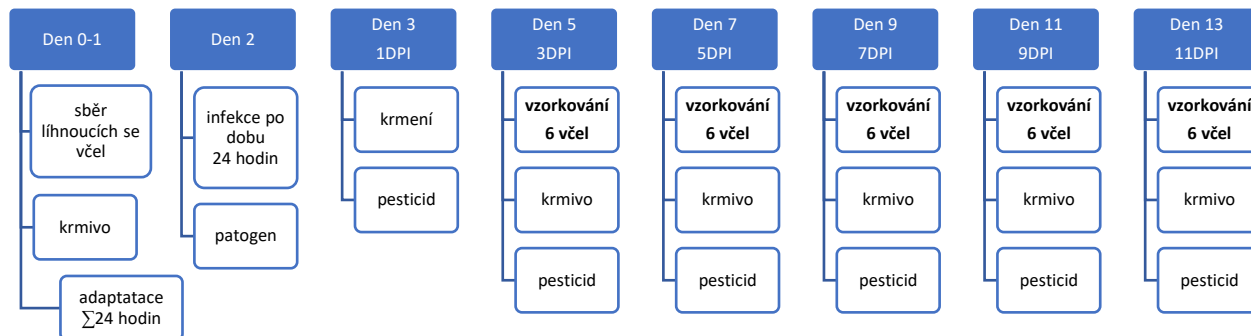 Den 0-1
sběr
líhnoucích se
včel
krmivo
adaptatace
∑24 hodin
Den 2
infekce po
dobu
24 hodin
patogen
Den 3
1DPI
krmení
pesticid
Den 5
3DPI
vzorkování
6 včel
krmivo
pesticid
Den 7
5DPI
vzorkování
6 včel
krmivo
pesticid
Den 9
7DPI
vzorkování
6 včel
krmivo
pesticid
Den 11
9DPI
vzorkování
6 včel
krmivo
pesticid
Den 13
11DPI
vzorkování
6 včel
krmivo
pesticid